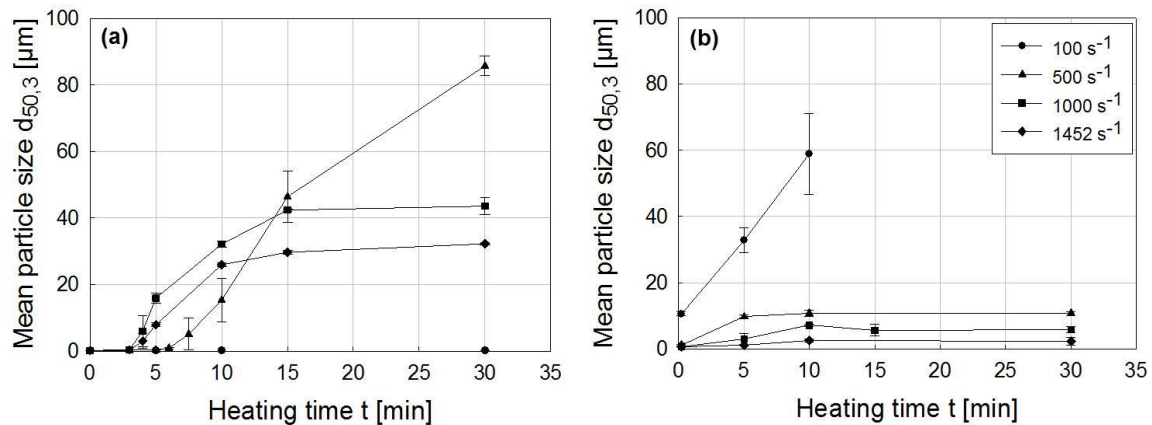 (a)
Mean particle size d50,3 [µm]
100
80
60
40
20
0
0 5 10 15 20 25 30 35
Heating time t [min]
(b)
Mean particle size d50,3 [µm]
100
80
60
40
20
0
0 5 10 15 20 25 30 35
Heating time t [min]
100 s-1
500 s-1
1000 s-1
1452 s-1